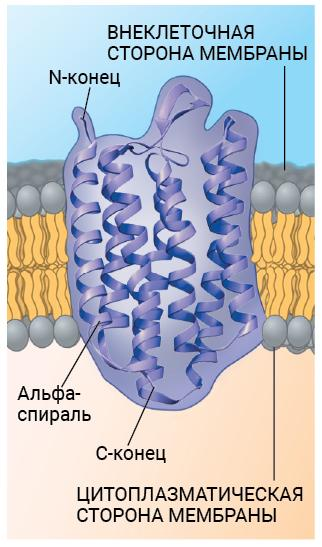 ВНЕКЛЕТОЧНАЯ
СТОРОНА МЕМБРАНЫ
N-конец
Альфа-
спираль
С-конец
ЦИТОПЛАЗМАТИЧЕСКАЯ
СТОРОНА МЕМБРАНЫ